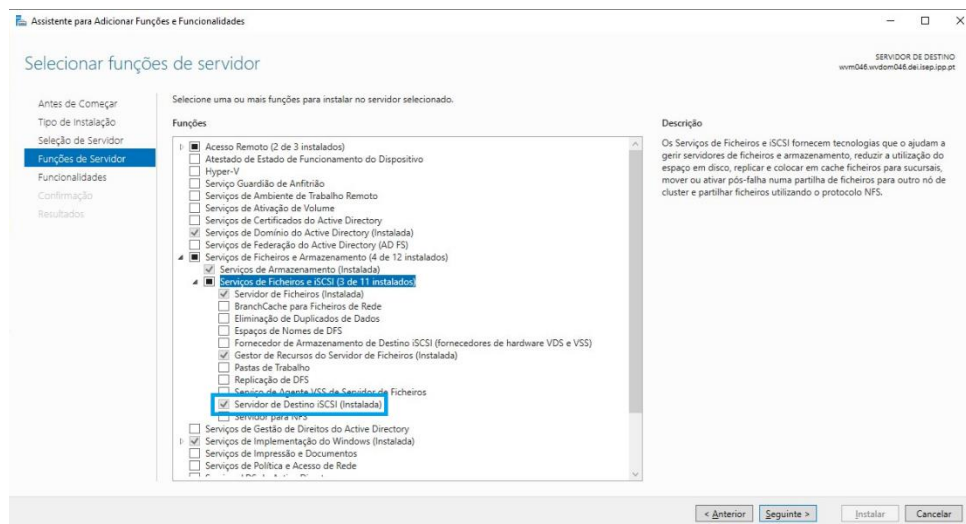 Assistente para Adicionar Funções e Funcionalidades
Selecionar funções de servidor
SERVIDOR DE DESTINO
wvm046.wvdom046.dei.isep.ipp.pt
Antes de Começar
Tipo de Instalação
Seleção de Servidor
Funções de Servidor
Funcionalidades
Confirmação
Resultados
Selecione uma ou mais funções para instalar no servidor selecionado.
Funções
Acesso Remoto (2 de 3 instalados)
Atestado de Estado de Funcionamento do Dispositivo
Hyper-V
Serviço Guardião de Anfitrião
Serviços de Ambiente de Trabalho Remoto
Serviços de Ativação de Volume
Serviços de Certificados do Active Directory
Serviços de Domínio do Active Directory (Instalada)
Serviços de Federação do Active Directory (AD FS)
Serviços de Ficheiros e Armazenamento (4 de 12 instalados)
Serviços de Armazenamento (Instalada)
Serviços de Ficheiros e iSCSI (3 de 11 instalados)
Servidor de Ficheiros (Instalada)
BranchCache para Ficheiros de Rede
Eliminação de Duplicados de Dados
Espaços de Nomes de DFS
Fornecedor de Armazenamento de Destino iSCSI (fornecedores de hardware VDS e VSS)
Gestor de Recursos do Servidor de Ficheiros (Instalada)
Pastas de Trabalho
Replicação de DFS
Serviço de Agente VSS de Servidor de Ficheiros
Servidor de Destino iSCSI (Instalada)
Servidor para NFS
Serviços de Gestão de Direitos do Active Directory
Serviços de Implementação do Windows (Instalada)
Serviços de Impressão e Documentos
Serviços de Política e Acesso de Rede
Descrição
Os Serviços de Ficheiros e iSCSI fornecem tecnologias que o ajudam a
gerir servidores de ficheiros e armazenamento, reduzir a utilização do
espaço em disco, replicar e colocar em cache ficheiros para sucursais,
mover ou ativar pós-falha numa partilha de ficheiros para outro nó de
cluster e partilhar ficheiros utilizando o protocolo NFS.
< Anterior
Seguinte >
Instalar
Cancelar